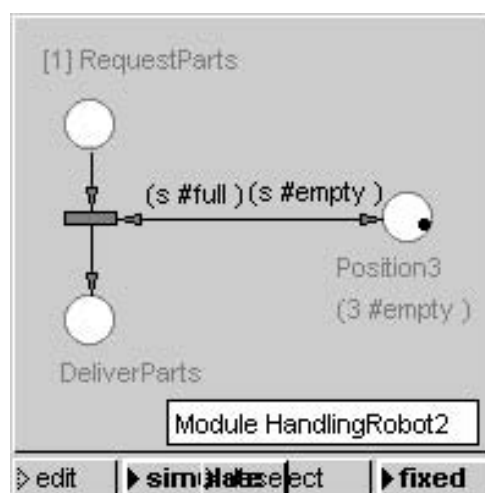 [1] RequestParts
(s #full ) (s #empty )
Position3
(3 #empty )
DeliverParts
Module HandlingRobot2
edit fixed